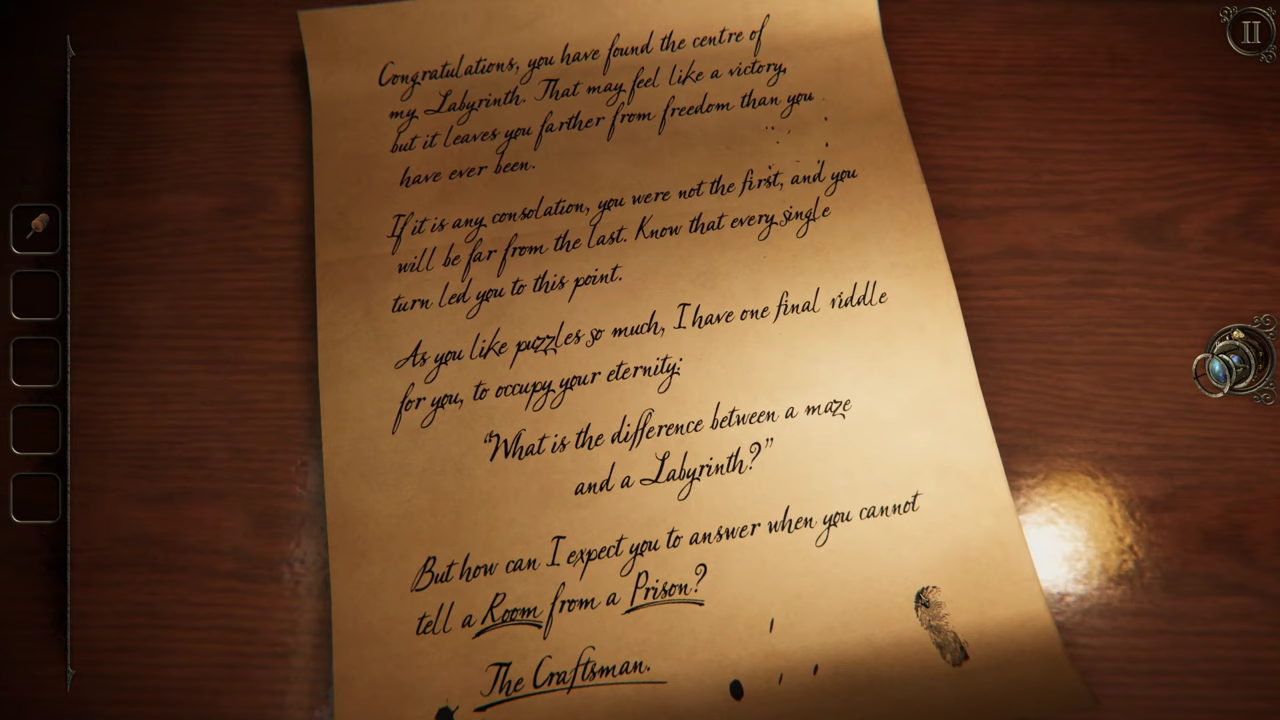 Congratulations, you have found the centre of
my Labyrinth. That may feel like a victory,
but it leaves you farther from freedom than you
have ever been.
If it is any consolation, you were not the first, and you
will be far from the last. Know that every single
turn led you to this point.
As you like puzzles so much, I have one final riddle
for you, to occupy your eternity:
“What is the difference between a maze
and a Labyrinth?”
But how can I expect you to answer when you cannot
tell a Room from a Prison?
The Craftsman.
II